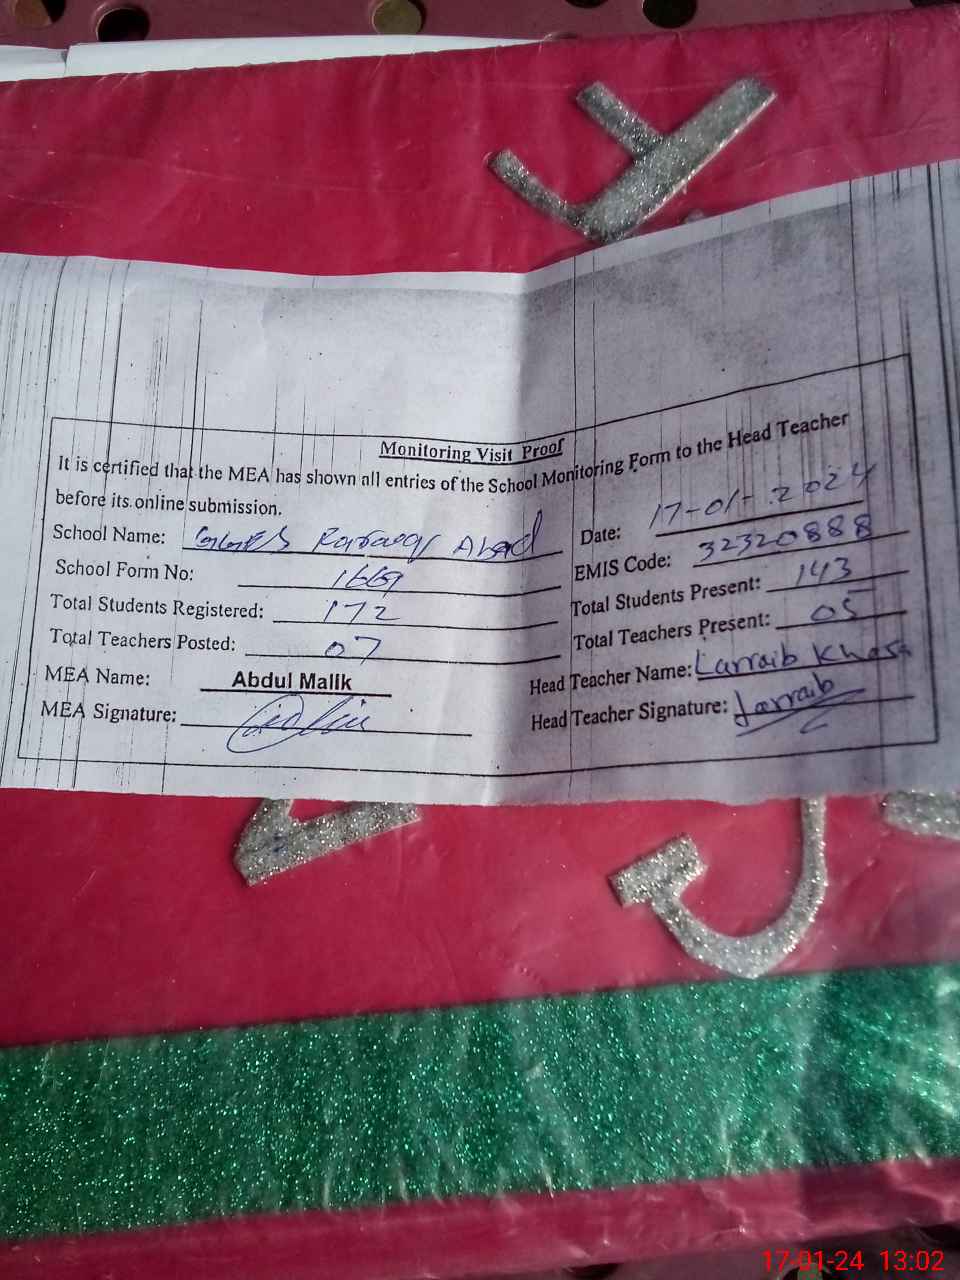 Monitoring Visit Proof
It is certified that the MEA has shown all entries of the School Monitoring Form to the Head Teacher
before its online submission.
School Name: Abad Date: 17-01-2024
School Form No: 1669 EMIS Code: 32320888
Total Students Registered: 172 Total Students Present: 143
Total Teachers Posted: 07 Total Teachers Present: 05
MEA Name: Abdul Malik Head Teacher Name: Larraib
MEA Signature: Head Teacher Signature: Larraib
17-01-24 13:02